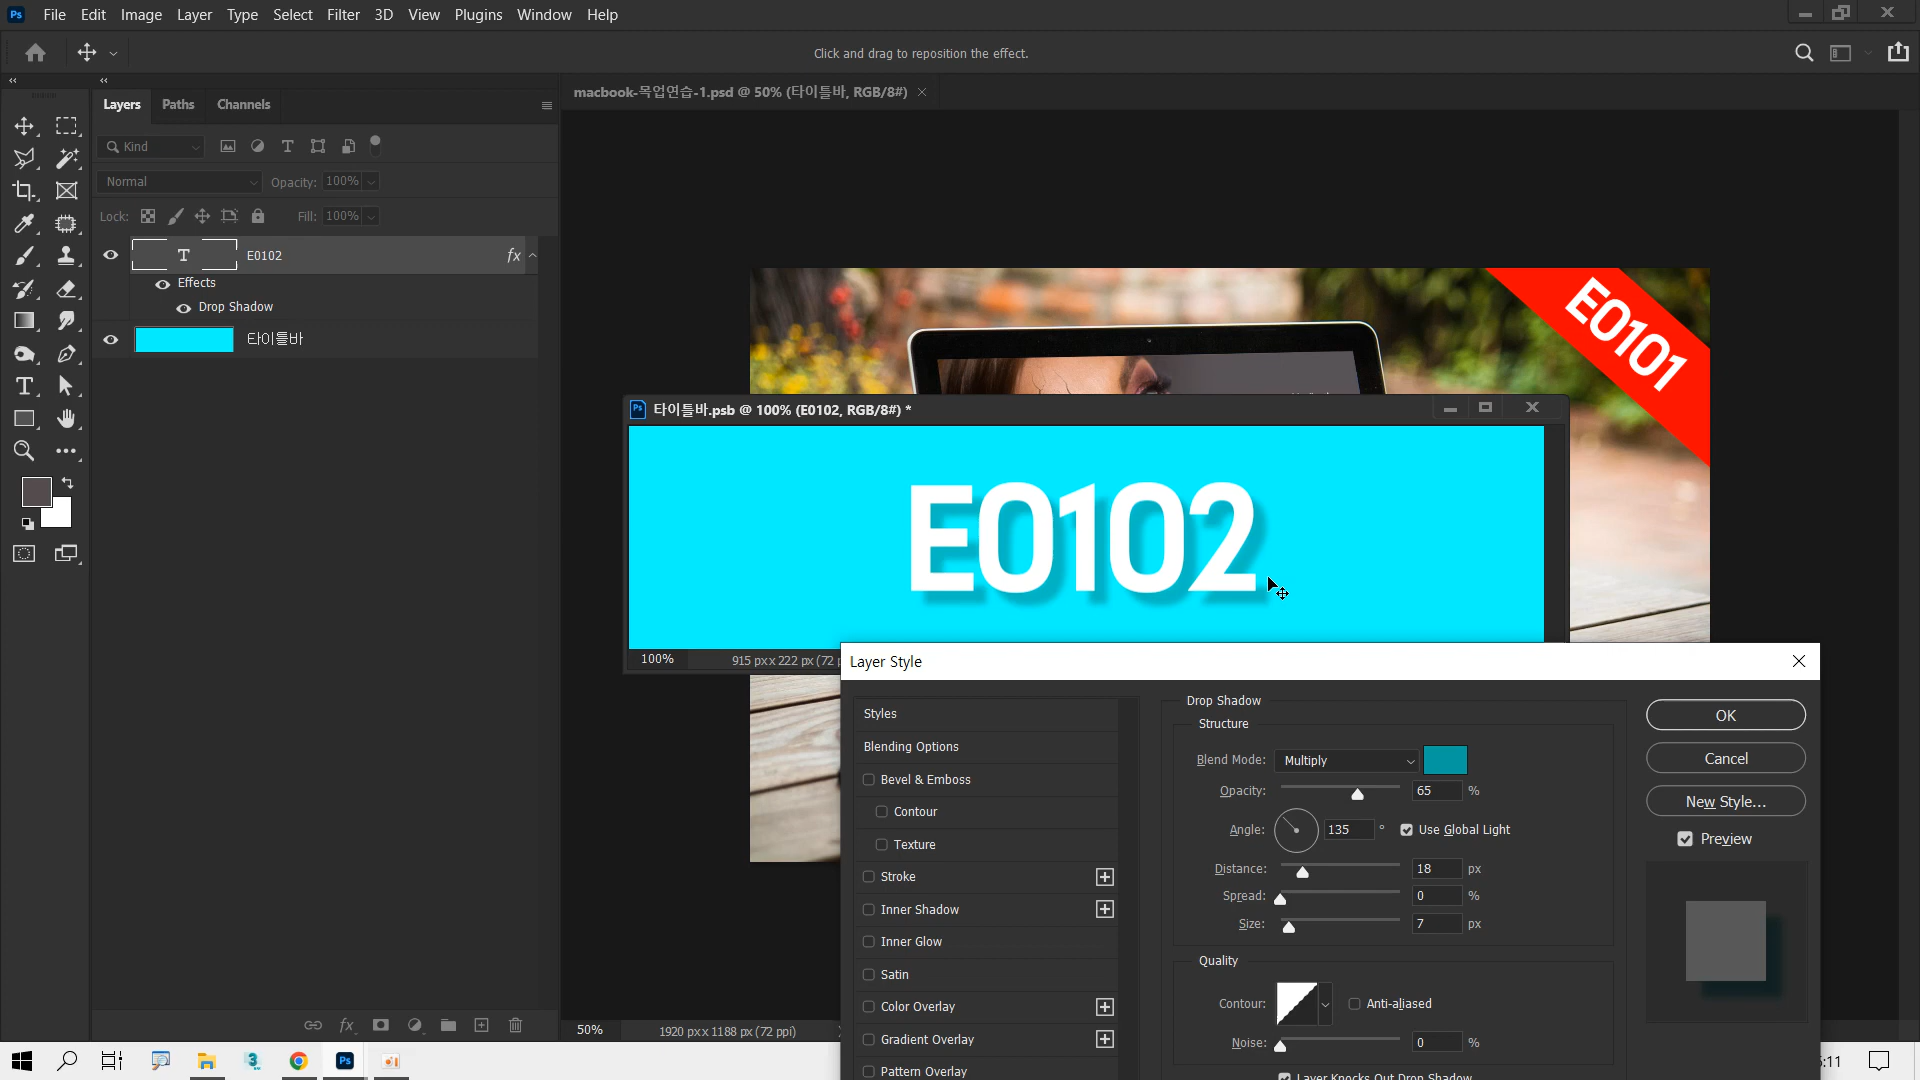 File Edit Image Layer Type Select Filter 3D View Plugins Window Help
Click and drag to reposition the effect.
Layers Paths Channels
macbook-목업연습-1.psd @ 50% (타이틀바, RGB/8#)
Kind
Normal
Opacity: 100%
Lock:
Fill: 100%
E0102
fx
Effects
Drop Shadow
타이틀바
E0101
타이틀바.psb @ 100% (E0102, RGB/8#) *
E0102
100%
915 px x 222 px (72 p
Layer Style
Styles
Blending Options
Bevel & Emboss
Contour
Texture
Stroke
Inner Shadow
Inner Glow
Satin
Color Overlay
Gradient Overlay
Pattern Overlay
Drop Shadow
Structure
Blend Mode: Multiply
Opacity: 65 %
Angle: 135 ° Use Global Light
Distance: 18 px
Spread: 0 %
Size: 7 px
Quality
Contour: Anti-aliased
Noise: 0 %
Layer Knocks Out Drop Shadow
OK
Cancel
New Style...
Preview
50%
1920 px x 1188 px (72 ppi)
:11